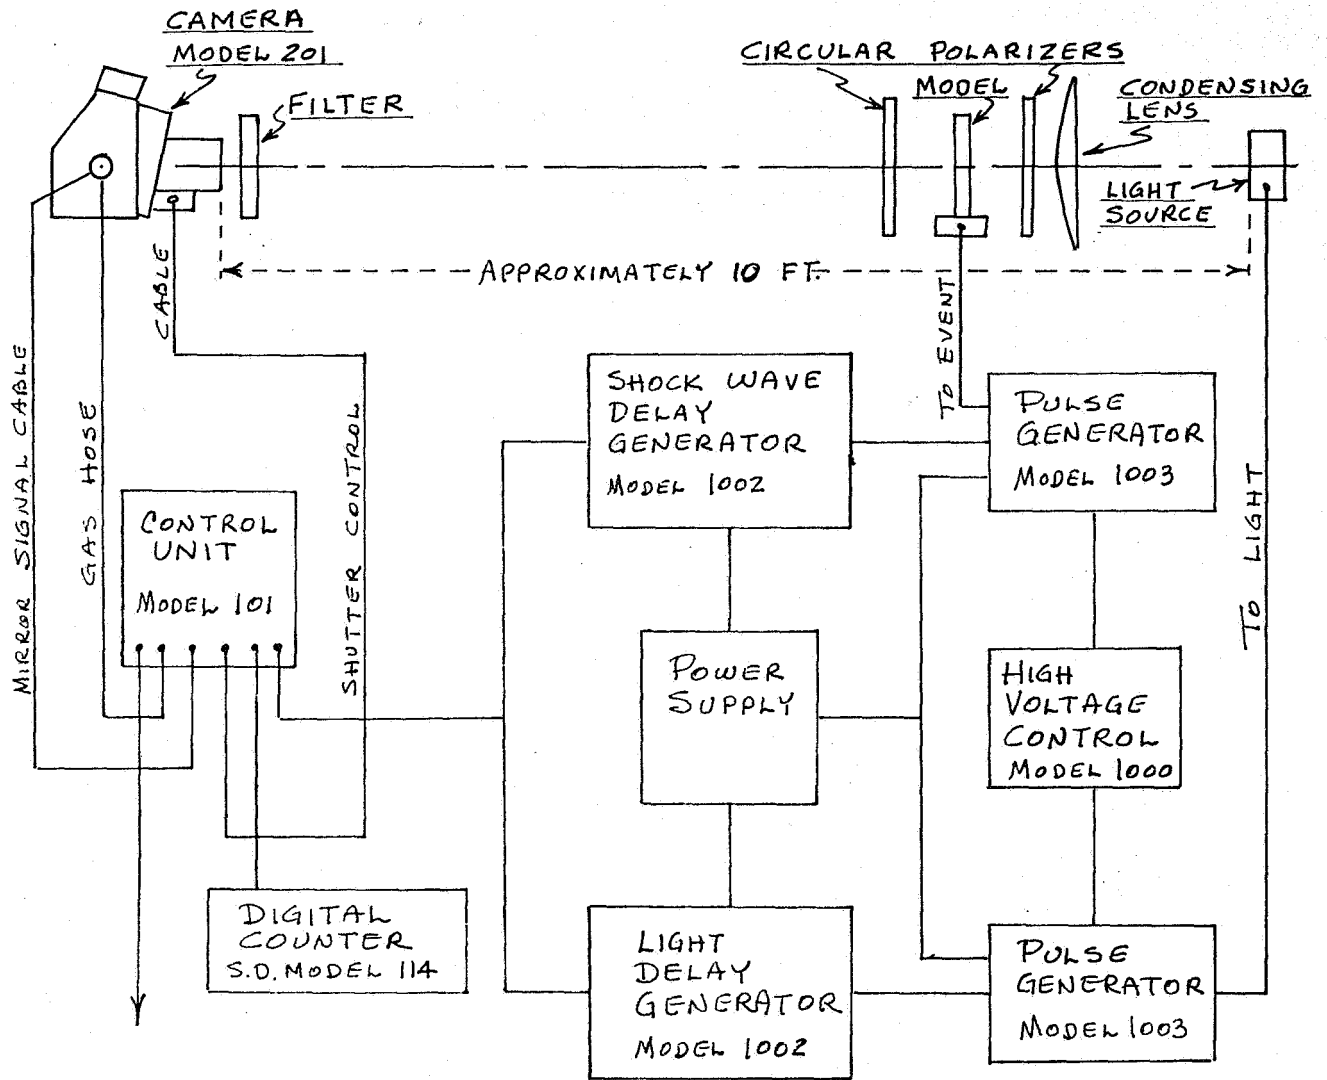 CAMERA
MODEL 201
FILTER
CIRCULAR POLARIZERS
MODEL
CONDENSING
LENS
LIGHT
SOURCE
APPROXIMATELY 10 FT.
CABLE
MIRROR SIGNAL CABLE
GAS HOSE
SHUTTER CONTROL
TO EVENT
TO LIGHT
SHOCK WAVE
DELAY
GENERATOR
MODEL 1002
PULSE
GENERATOR
MODEL 1003
CONTROL
UNIT
MODEL 101
POWER
SUPPLY
HIGH
VOLTAGE
CONTROL
MODEL 1000
DIGITAL
COUNTER
S.D. MODEL 114
LIGHT
DELAY
GENERATOR
MODEL 1002
PULSE
GENERATOR
MODEL 1003